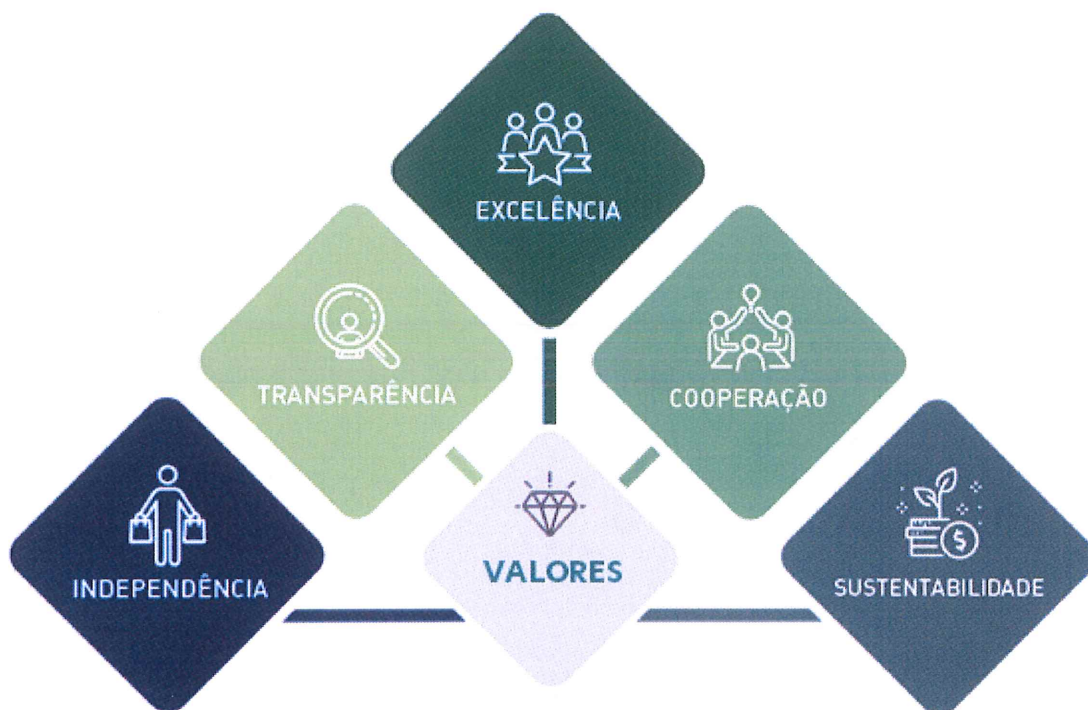 EXCELÊNCIA
TRANSPARÊNCIA
COOPERAÇÃO
INDEPENDÊNCIA
VALORES
SUSTENTABILIDADE
$